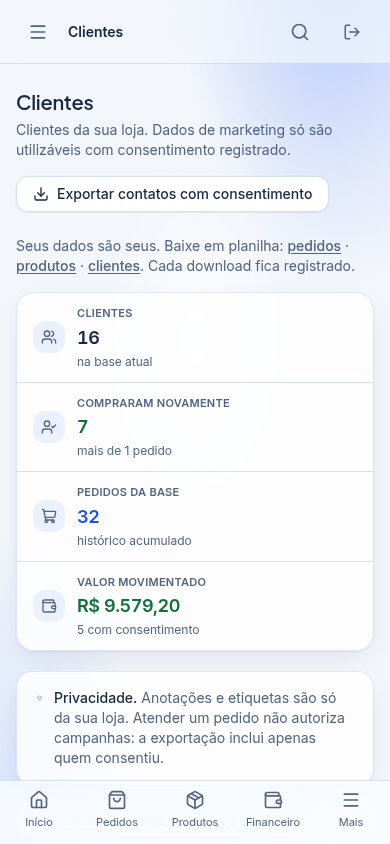 Clientes
Clientes
Clientes da sua loja. Dados de marketing só são
utilizáveis com consentimento registrado.
Exportar contatos com consentimento
Seus dados são seus. Baixe em planilha: pedidos ·
produtos · clientes. Cada download fica registrado.
CLIENTES
16
na base atual
COMPRARAM NOVAMENTE
7
mais de 1 pedido
PEDIDOS DA BASE
32
histórico acumulado
VALOR MOVIMENTADO
R$ 9.579,20
5 com consentimento
Privacidade. Anotações e etiquetas são só
da sua loja. Atender um pedido não autoriza
campanhas: a exportação inclui apenas
quem consentiu.
Início Pedidos Produtos Financeiro Mais